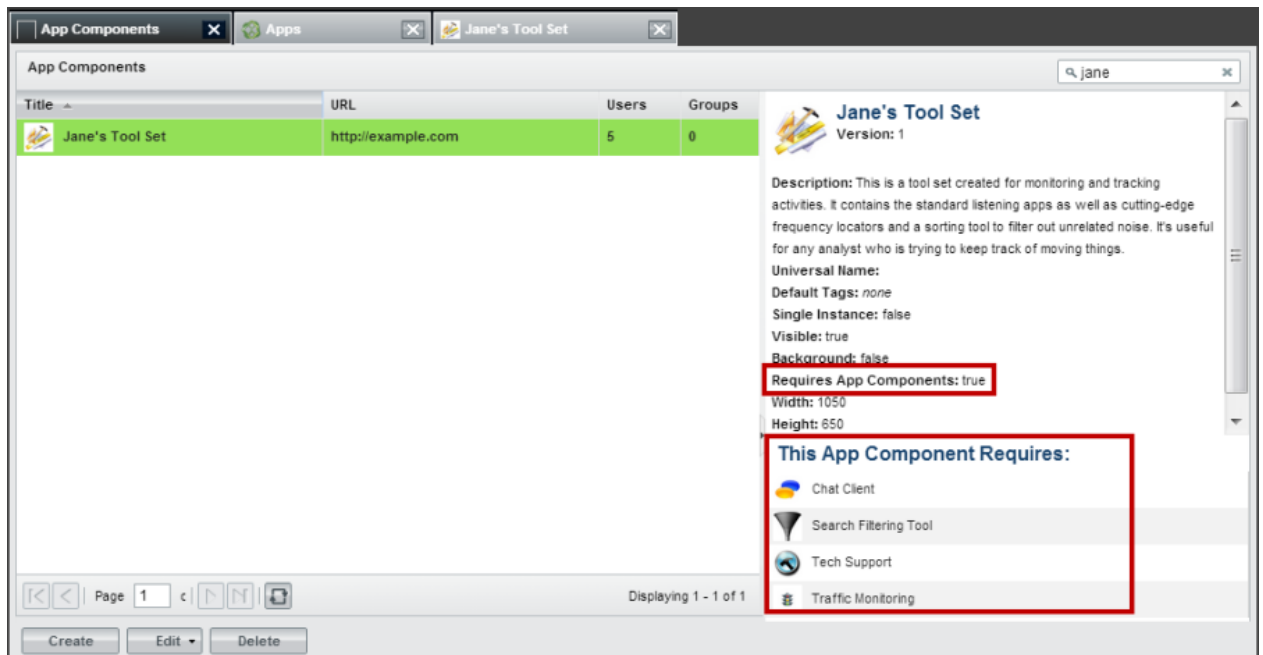 App Components
Apps
Jane's Tool Set
App Components
jane
Title
URL
Users
Groups
Jane's Tool Set
http://example.com
5
0
Jane's Tool Set
Version: 1
Description: This is a tool set created for monitoring and tracking
activities. It contains the standard listening apps as well as cutting-edge
frequency locators and a sorting tool to filter out unrelated noise. It's useful
for any analyst who is trying to keep track of moving things.
Universal Name:
Default Tags: none
Single Instance: false
Visible: true
Background: false
Requires App Components: true
Width: 1050
Height: 650
This App Component Requires:
Chat Client
Search Filtering Tool
Tech Support
Traffic Monitoring
Page 1 c
Displaying 1 - 1 of 1
Create
Edit
Delete